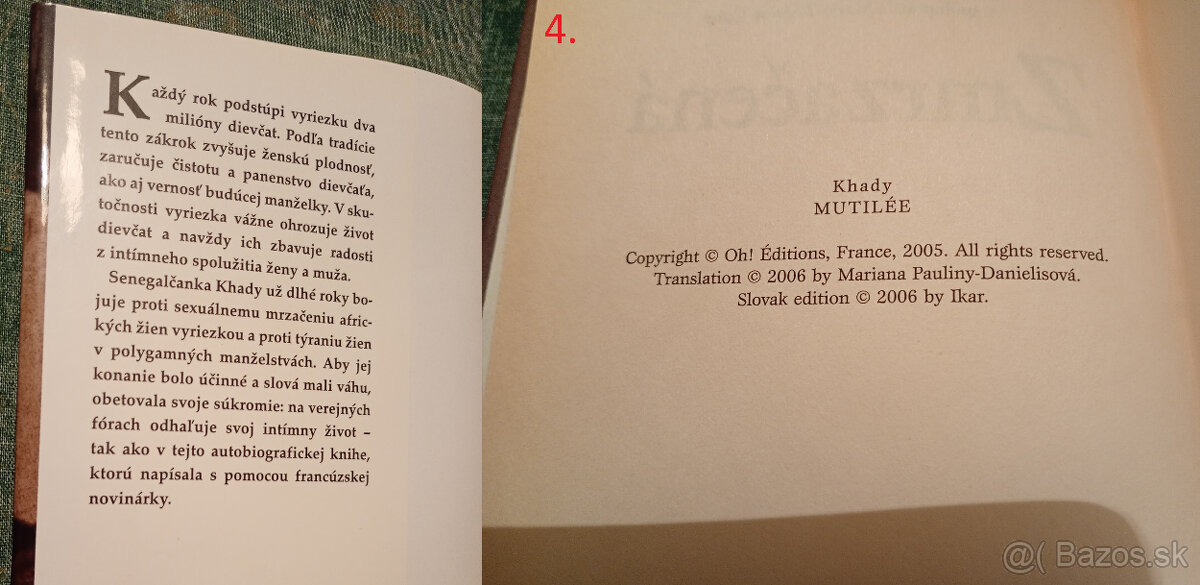 Každý rok podstúpi vyriezku dva
milióny dievčat. Podľa tradície
tento zákrok zvyšuje ženskú plodnosť,
zaručuje čistotu a panenstvo dievčaťa,
ako aj vernosť budúcej manželky. V sku-
točnosti vyriezka vážne ohrozuje život
dievčat a navždy ich zbavuje radosti
z intímneho spolužitia ženy a muža.
Senegalčanka Khady už dlhé roky bo-
juje proti sexuálnemu mrzačeniu afric-
kých žien vyriezkou a proti týraniu žien
v polygamných manželstvách. Aby jej
konanie bolo účinné a slová mali váhu,
obetovala svoje súkromie: na verejných
fórach odhaľuje svoj intímny život –
tak ako v tejto autobiografickej knihe,
ktorú napísala s pomocou francúzskej
novinárky.
4.
Khady
MUTILÉE
Copyright © Oh! Éditions, France, 2005. All rights reserved.
Translation © 2006 by Mariana Pauliny-Danielisová.
Slovak edition © 2006 by Ikar.
@( Bazos.sk